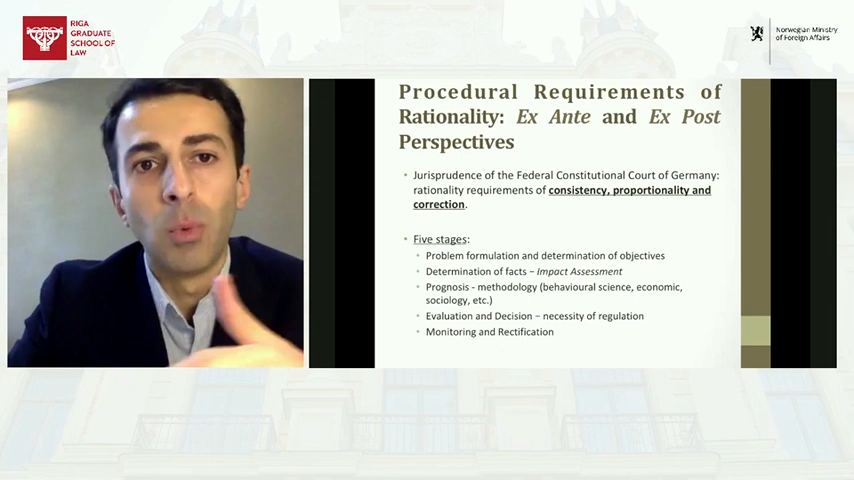 RIGA
GRADUATE
SCHOOL OF
LAW
Norwegian Ministry
of Foreign Affairs
Procedural Requirements of
Rationality: Ex Ante and Ex Post
Perspectives
• Jurisprudence of the Federal Constitutional Court of Germany:
rationality requirements of consistency, proportionality and
correction.
• Five stages:
• Problem formulation and determination of objectives
• Determination of facts – Impact Assessment
• Prognosis - methodology (behavioural science, economic,
sociology, etc.)
• Evaluation and Decision – necessity of regulation
• Monitoring and Rectification